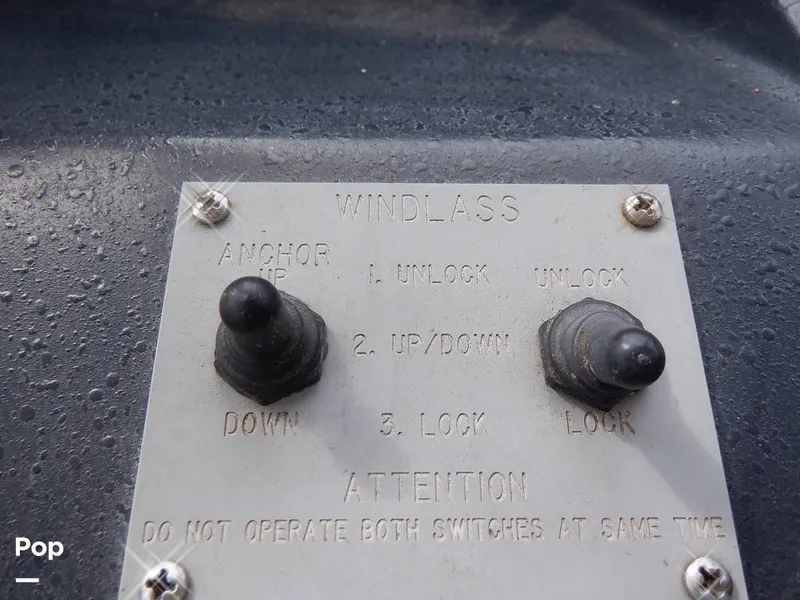 WINDLASS
ANCHOR
UP
1. UNLOCK
UNLOCK
2. UP/DOWN
DOWN
3. LOCK
LOCK
ATTENTION
DO NOT OPERATE BOTH SWITCHES AT SAME TIME
Pop